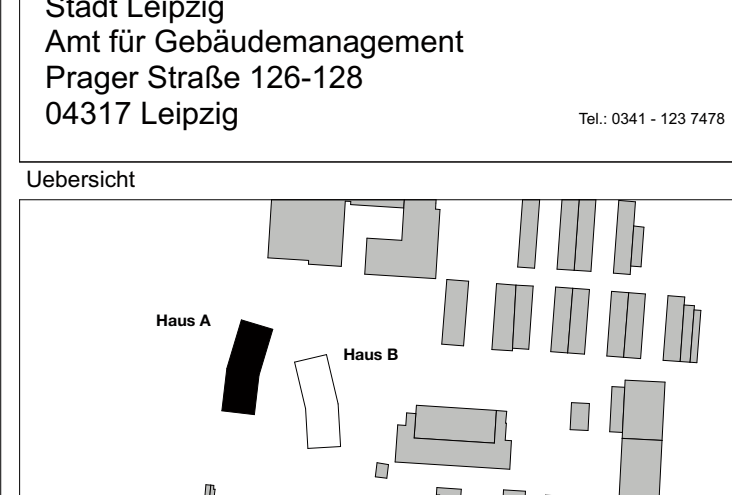 Stadt Leipzig
Amt für Gebäudemanagement
Prager Straße 126-128
04317 Leipzig
Tel.: 0341 - 123 7478
Uebersicht
Haus A
Haus B